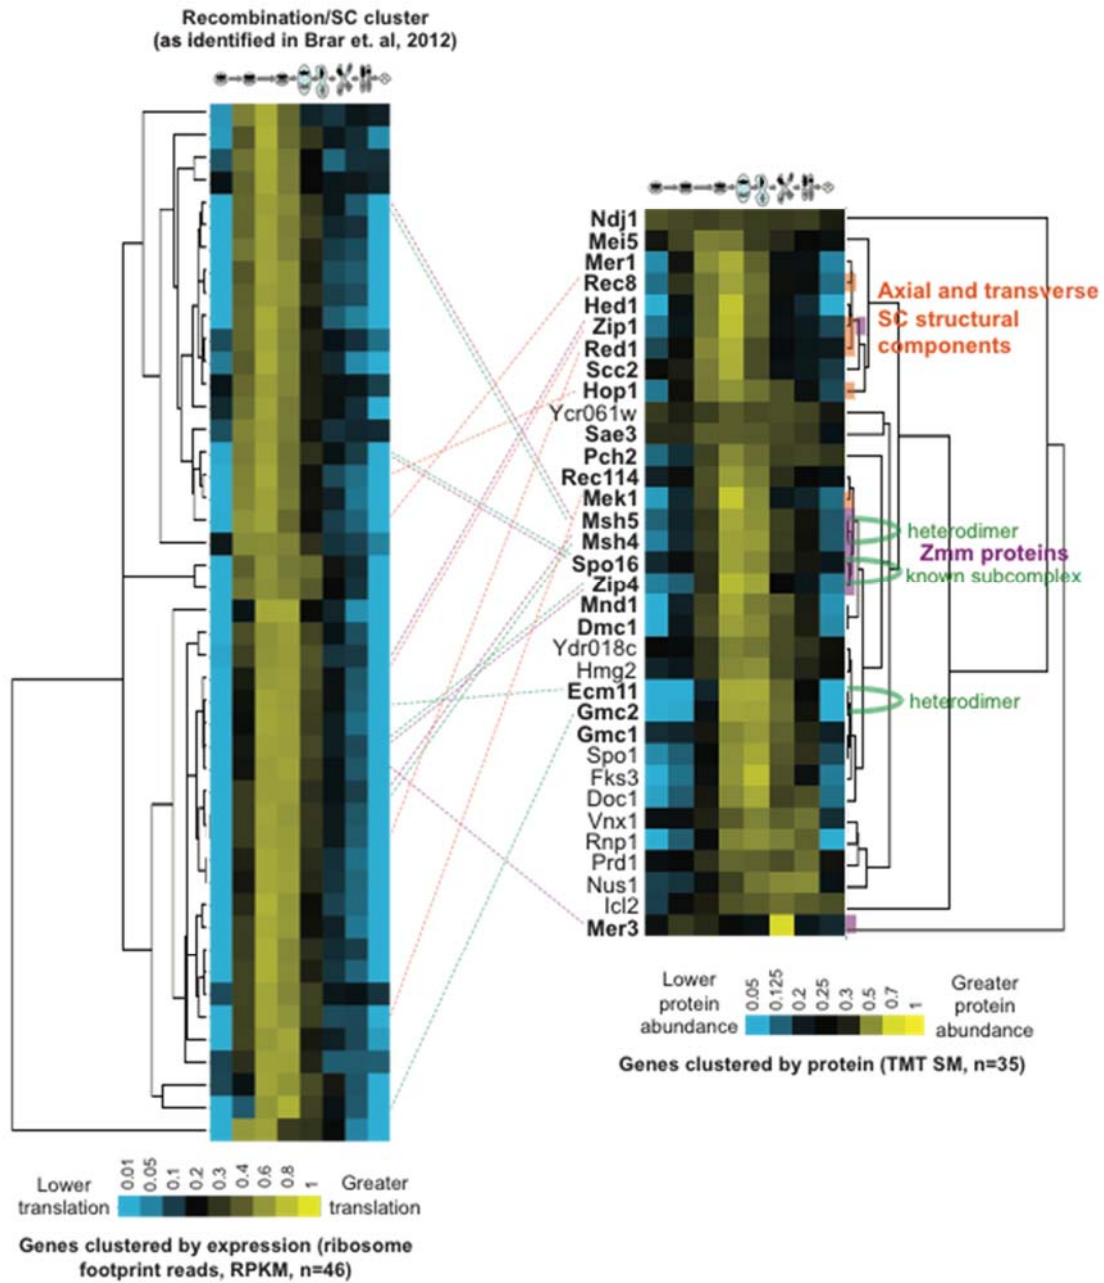 Recombination/SC cluster
(as identified in Brar et. al, 2012)
Ndj1
Mei5
Mer1
Rec8
Hed1
Zip1
Red1
Scc2
Hop1
Ycr061w
Sae3
Pch2
Rec114
Mek1
Msh5
Msh4
Spo16
Zip4
Mnd1
Dmc1
Ydr018c
Hmg2
Ecm11
Gmc2
Gmc1
Spo1
Fks3
Doc1
Vnx1
Rnp1
Prd1
Nus1
Icl2
Mer3
Axial and transverse
SC structural
components
heterodimer
Zmm proteins
known subcomplex
heterodimer
Lower
protein
abundance
0.05
0.125
0.2
0.25
0.3
0.5
0.7
1
Greater
protein
abundance
Genes clustered by protein (TMT SM, n=35)
Lower
translation
0.01
0.05
0.1
0.2
0.3
0.4
0.6
0.8
1
Greater
translation
Genes clustered by expression (ribosome
footprint reads, RPKM, n=46)